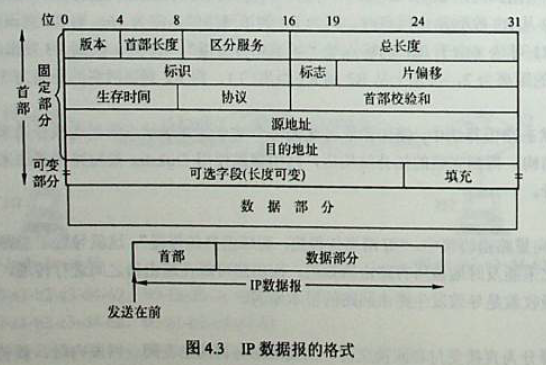 位 0 4 8 16 19 24 31
版本 首部长度 区分服务 总长度
标识 标志 片偏移
生存时间 协议 首部校验和
源地址
目的地址
可选字段(长度可变) 填充
数据部分
首部
固定部分
可变部分
首部 数据部分
IP数据报
发送在前
图 4.3 IP 数据报的格式